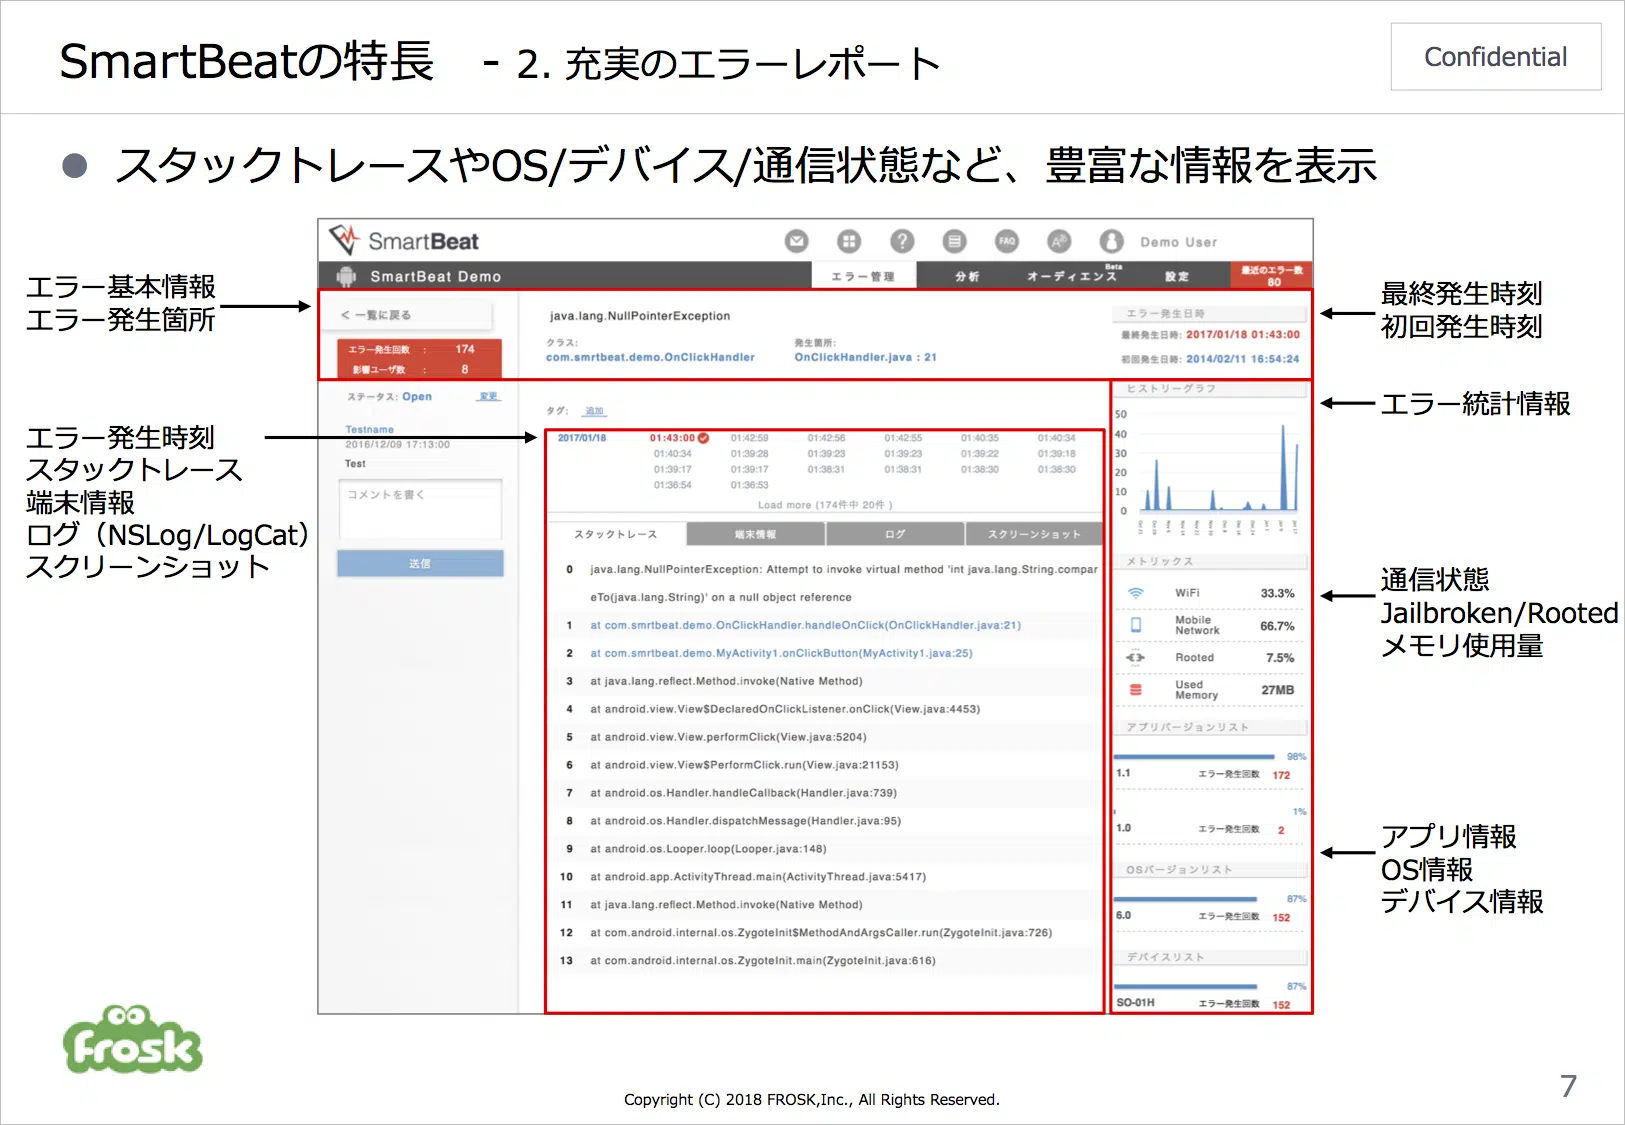 SmartBeatの特長 - 2. 充実のエラーレポート
Confidential
スタックトレースやOS/デバイス/通信状態など、豊富な情報を表示
エラー基本情報
エラー発生箇所
エラー発生時刻
スタックトレース
端末情報
ログ（NSLog/LogCat）
スクリーンショット
SmartBeat
FAQ
Demo User
SmartBeat Demo
エラー管理
分析
オーディエンス Beta
設定
最近のエラー数
80
< 一覧に戻る
エラー発生回数 : 174
影響ユーザ数 : 8
java.lang.NullPointerException
クラス:
com.smrtbeat.demo.OnClickHandler
発生箇所:
OnClickHandler.java : 21
エラー発生日時
最終発生日時: 2017/01/18 01:43:00
初回発生日時: 2014/02/11 16:54:24
ステータス: Open 変更
Testname
2016/12/09 17:13:00
Test
コメントを書く
送信
タグ: 追加
2017/01/18 01:43:00 01:42:59 01:42:56 01:42:55 01:40:35 01:40:34
01:40:34 01:39:28 01:39:23 01:39:23 01:39:22 01:39:18
01:39:17 01:39:17 01:38:31 01:38:31 01:38:30 01:38:30
01:36:54 01:36:53
Load more (174件中 20件 )
スタックトレース 端末情報 ログ スクリーンショット
0 java.lang.NullPointerException: Attempt to invoke virtual method 'int java.lang.String.compar
eTo(java.lang.String)' on a null object reference
1 at com.smrtbeat.demo.OnClickHandler.handleOnClick(OnClickHandler.java:21)
2 at com.smrtbeat.demo.MyActivity1.onClickButton(MyActivity1.java:25)
3 at java.lang.reflect.Method.invoke(Native Method)
4 at android.view.View$DeclaredOnClickListener.onClick(View.java:4453)
5 at android.view.View.performClick(View.java:5204)
6 at android.view.View$PerformClick.run(View.java:21153)
7 at android.os.Handler.handleCallback(Handler.java:739)
8 at android.os.Handler.dispatchMessage(Handler.java:95)
9 at android.os.Looper.loop(Looper.java:148)
10 at android.app.ActivityThread.main(ActivityThread.java:5417)
11 at java.lang.reflect.Method.invoke(Native Method)
12 at com.android.internal.os.ZygoteInit$MethodAndArgsCaller.run(ZygoteInit.java:726)
13 at com.android.internal.os.ZygoteInit.main(ZygoteInit.java:616)
ヒストリーグラフ
50
40
30
20
10
0
メトリックス
WiFi 33.3%
Mobile
Network 66.7%
Rooted 7.5%
Used
Memory 27MB
アプリバージョンリスト
98%
1.1 エラー発生回数 172
1%
1.0 エラー発生回数 2
OSバージョンリスト
87%
6.0 エラー発生回数 152
デバイスリスト
87%
SO-01H エラー発生回数 152
最終発生時刻
初回発生時刻
エラー統計情報
通信状態
Jailbroken/Rooted
メモリ使用量
アプリ情報
OS情報
デバイス情報
frosk
Copyright (C) 2018 FROSK,Inc., All Rights Reserved.
7